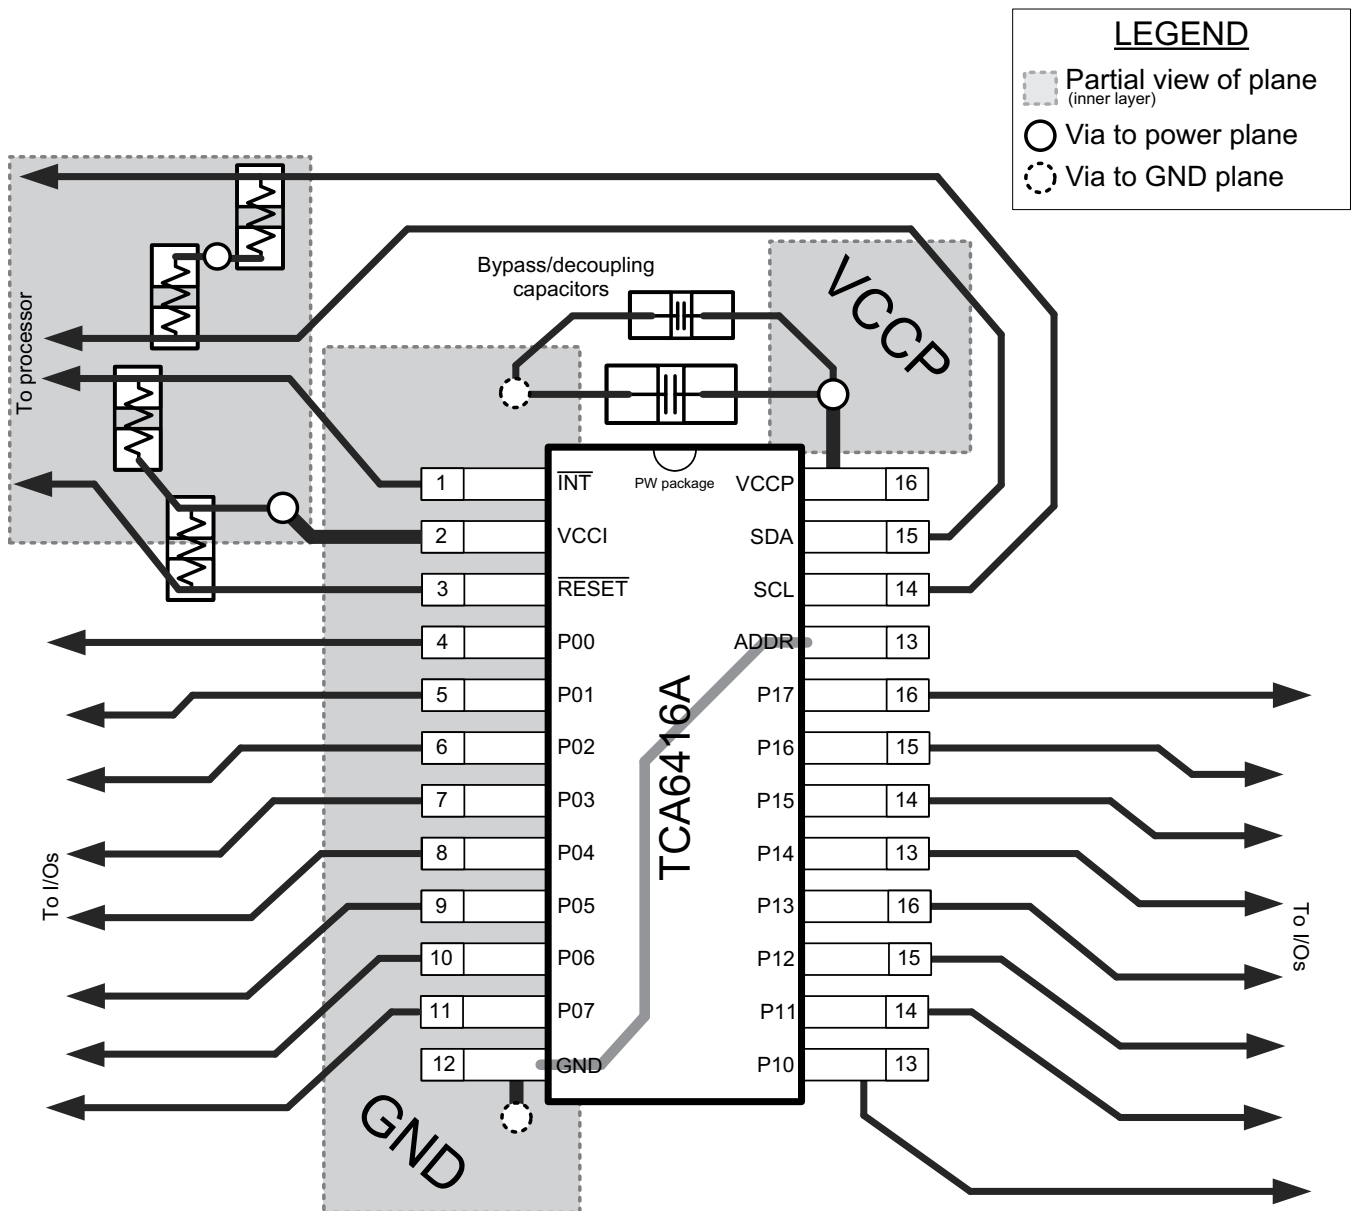 LEGEND
Partial view of plane
(inner layer)
Via to power plane
Via to GND plane
To processor
Bypass/decoupling
capacitors
VCCP
PW package
1 INT VCCP 16
2 VCCI SDA 15
3 RESET SCL 14
4 P00 ADDR 13
5 P01 P17 16
6 P02 P16 15
7 P03 P15 14
8 P04 P14 13
9 P05 P13 16
10 P06 P12 15
11 P07 P11 14
12 GND P10 13
TCA6416A
To I/Os
To I/Os
GND